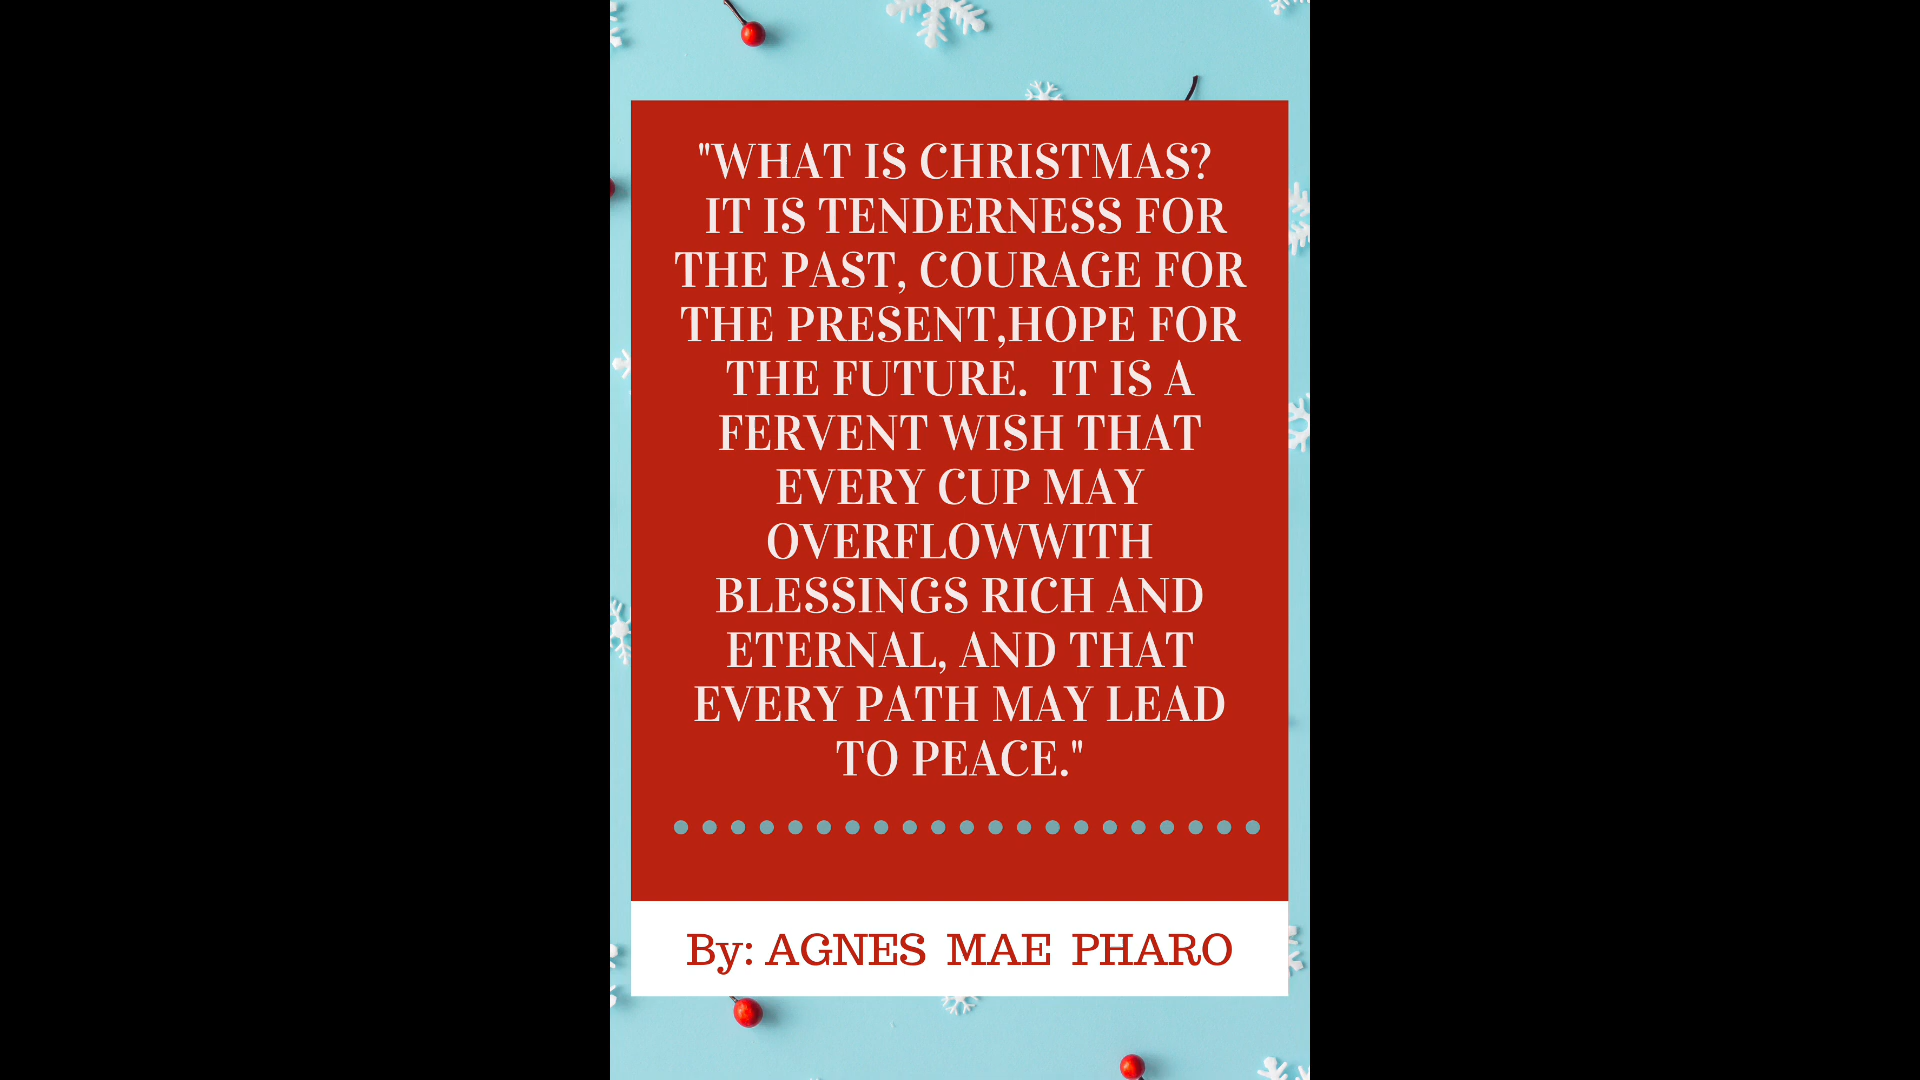 "WHAT IS CHRISTMAS?
IT IS TENDERNESS FOR
THE PAST, COURAGE FOR
THE PRESENT,HOPE FOR
THE FUTURE.  IT IS A
FERVENT WISH THAT
EVERY CUP MAY
OVERFLOWWITH
BLESSINGS RICH AND
ETERNAL, AND THAT
EVERY PATH MAY LEAD
TO PEACE."
By: AGNES MAE PHARO